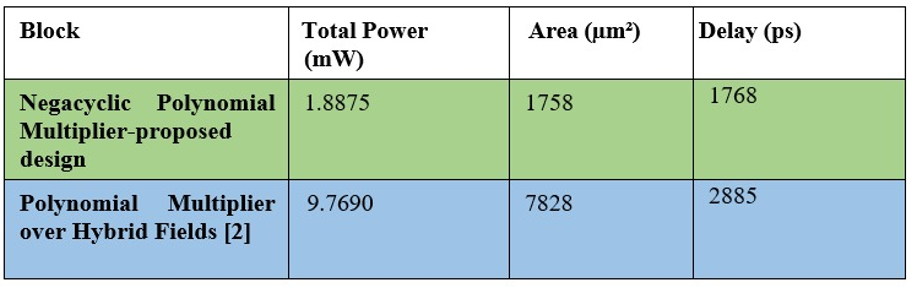 Block
Total Power
(mW)
Area (µm²)
Delay (ps)
Negacyclic Polynomial
Multiplier-proposed
design
1.8875
1758
1768
Polynomial Multiplier
over Hybrid Fields [2]
9.7690
7828
2885